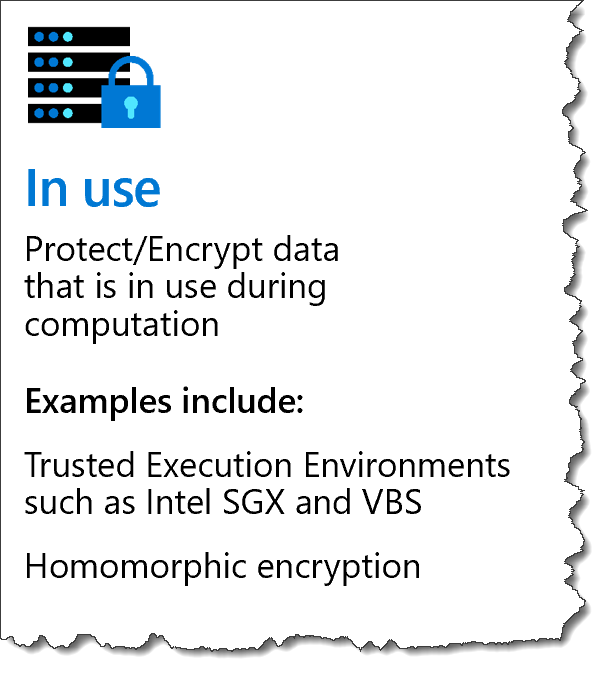 In use
Protect/Encrypt data
that is in use during
computation
Examples include:
Trusted Execution Environments
such as Intel SGX and VBS
Homomorphic encryption